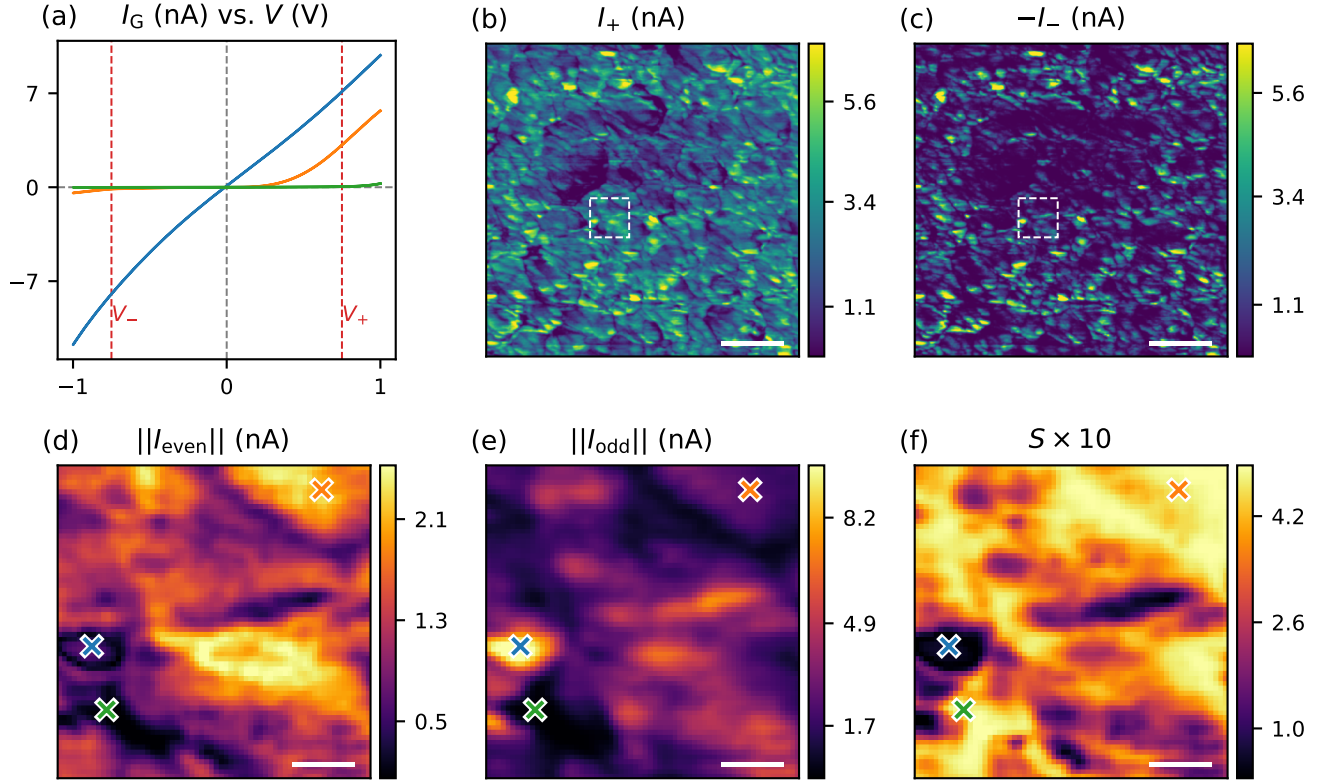 (a) I_G (nA) vs. V (V)
7
0
−7
V_−
V_+
−1
0
1
(b) I_+ (nA)
5.6
3.4
1.1
(c) −I_− (nA)
5.6
3.4
1.1
(d) ||I_even|| (nA)
2.1
1.3
0.5
(e) ||I_odd|| (nA)
8.2
4.9
1.7
(f) S × 10
4.2
2.6
1.0